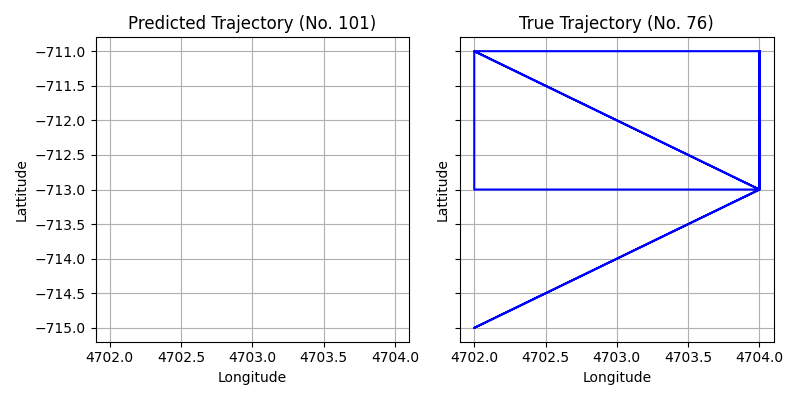 Predicted Trajectory (No. 101)
−711.0
−711.5
−712.0
−712.5
−713.0
−713.5
−714.0
−714.5
−715.0
Lattitude
4702.0 4702.5 4703.0 4703.5 4704.0
Longitude
True Trajectory (No. 76)
Lattitude
4702.0 4702.5 4703.0 4703.5 4704.0
Longitude